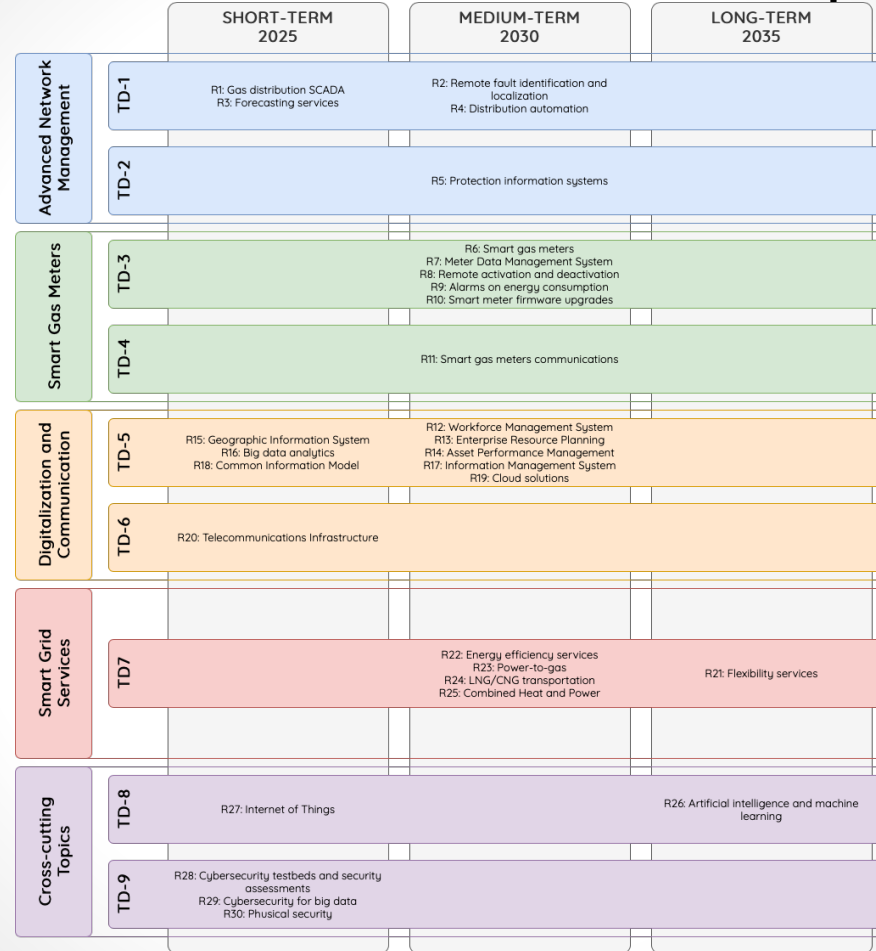 SHORT-TERM
2025
MEDIUM-TERM
2030
LONG-TERM
2035
Advanced Network
Management
TD-1
R1: Gas distribution SCADA
R3: Forecasting services
R2: Remote fault identification and
localization
R4: Distribution automation
TD-2
R5: Protection information systems
Smart Gas Meters
TD-3
R6: Smart gas meters
R7: Meter Data Management System
R8: Remote activation and deactivation
R9: Alarms on energy consumption
R10: Smart meter firmware upgrades
TD-4
R11: Smart gas meters communications
Digitalization and
Communication
TD-5
R15: Geographic Information System
R16: Big data analytics
R18: Common Information Model
R12: Workforce Management System
R13: Enterprise Resource Planning
R14: Asset Performance Management
R17: Information Management System
R19: Cloud solutions
TD-6
R20: Telecommunications Infrastructure
Smart Grid
Services
TD7
R22: Energy efficiency services
R23: Power-to-gas
R24: LNG/CNG transportation
R25: Combined Heat and Power
R21: Flexibility services
Cross-cutting
Topics
TD-8
R27: Internet of Things
R26: Artificial intelligence and machine
learning
TD-9
R28: Cybersecurity testbeds and security
assessments
R29: Cybersecurity for big data
R30: Physical security